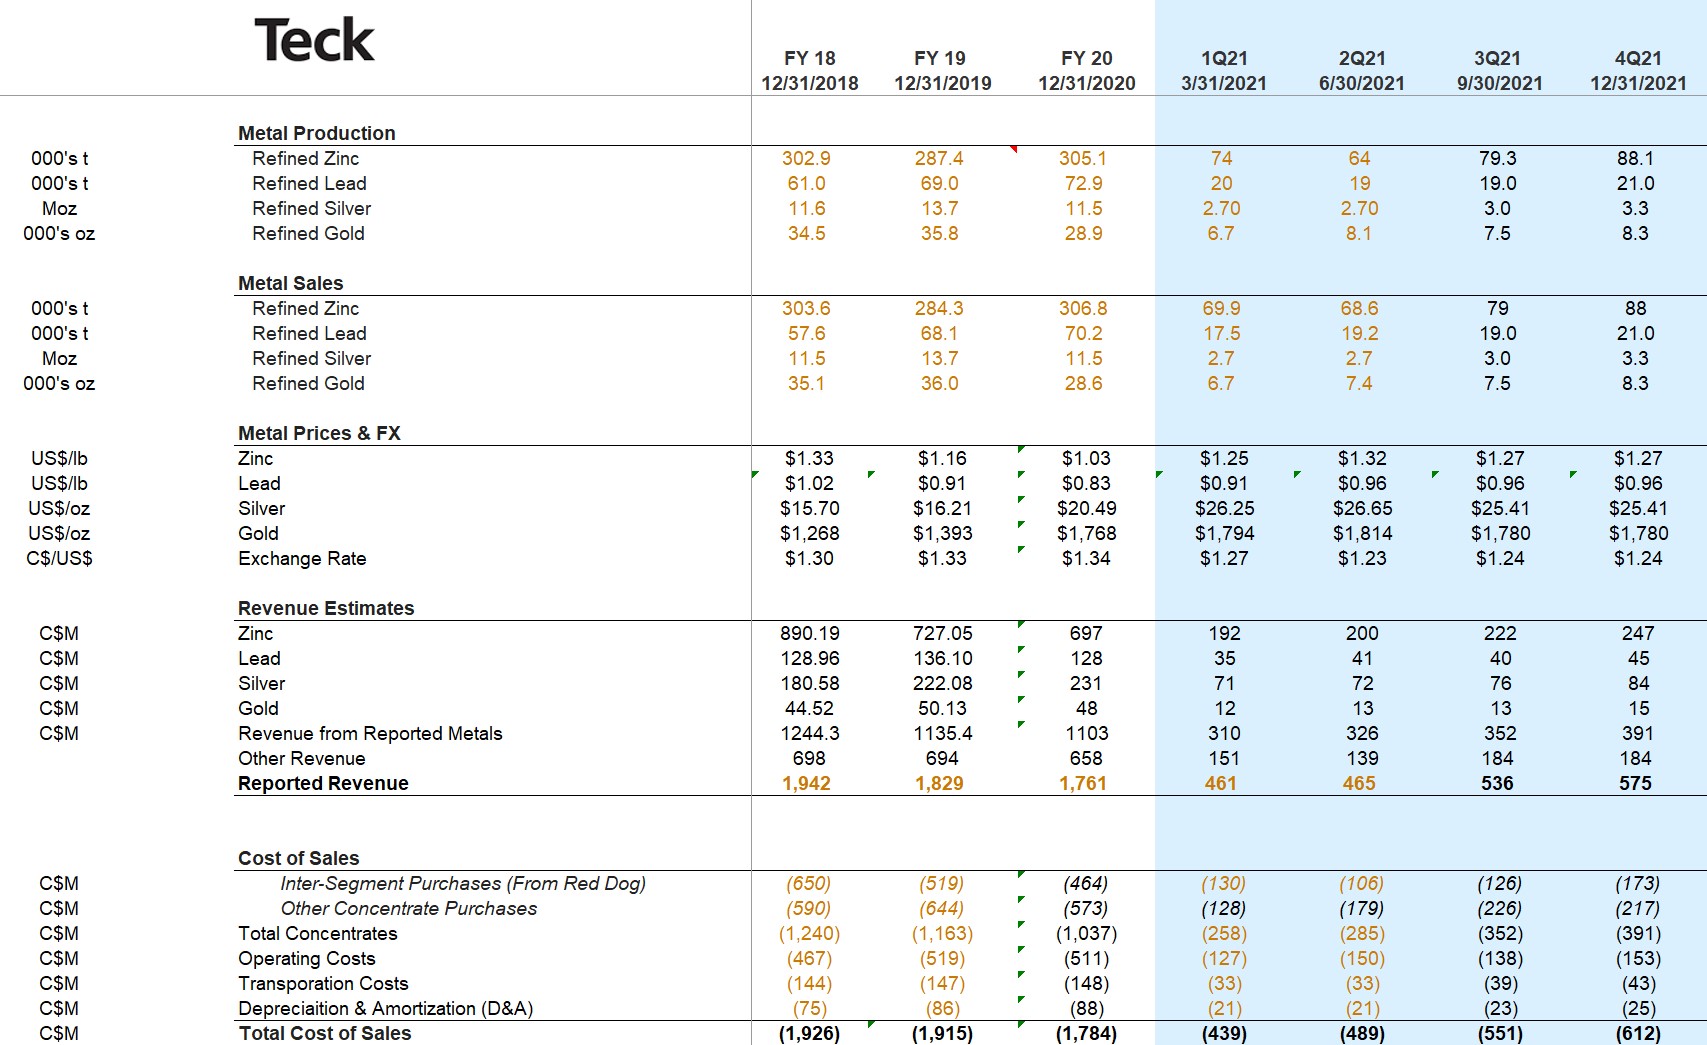 Teck
FY 18 FY 19 FY 20 1Q21 2Q21 3Q21 4Q21
12/31/2018 12/31/2019 12/31/2020 3/31/2021 6/30/2021 9/30/2021 12/31/2021
Metal Production
000's t Refined Zinc 302.9 287.4 305.1 74 64 79.3 88.1
000's t Refined Lead 61.0 69.0 72.9 20 19 19.0 21.0
Moz Refined Silver 11.6 13.7 11.5 2.70 2.70 3.0 3.3
000's oz Refined Gold 34.5 35.8 28.9 6.7 8.1 7.5 8.3
Metal Sales
000's t Refined Zinc 303.6 284.3 306.8 69.9 68.6 79 88
000's t Refined Lead 57.6 68.1 70.2 17.5 19.2 19.0 21.0
Moz Refined Silver 11.5 13.7 11.5 2.7 2.7 3.0 3.3
000's oz Refined Gold 35.1 36.0 28.6 6.7 7.4 7.5 8.3
Metal Prices & FX
US$/lb Zinc $1.33 $1.16 $1.03 $1.25 $1.32 $1.27 $1.27
US$/lb Lead $1.02 $0.91 $0.83 $0.91 $0.96 $0.96 $0.96
US$/oz Silver $15.70 $16.21 $20.49 $26.25 $26.65 $25.41 $25.41
US$/oz Gold $1,268 $1,393 $1,768 $1,794 $1,814 $1,780 $1,780
C$/US$ Exchange Rate $1.30 $1.33 $1.34 $1.27 $1.23 $1.24 $1.24
Revenue Estimates
C$M Zinc 890.19 727.05 697 192 200 222 247
C$M Lead 128.96 136.10 128 35 41 40 45
C$M Silver 180.58 222.08 231 71 72 76 84
C$M Gold 44.52 50.13 48 12 13 13 15
C$M Revenue from Reported Metals 1244.3 1135.4 1103 310 326 352 391
Other Revenue 698 694 658 151 139 184 184
Reported Revenue 1,942 1,829 1,761 461 465 536 575
Cost of Sales
C$M Inter-Segment Purchases (From Red Dog) (650) (519) (464) (130) (106) (126) (173)
C$M Other Concentrate Purchases (590) (644) (573) (128) (179) (226) (217)
C$M Total Concentrates (1,240) (1,163) (1,037) (258) (285) (352) (391)
C$M Operating Costs (467) (519) (511) (127) (150) (138) (153)
C$M Transporation Costs (144) (147) (148) (33) (33) (39) (43)
C$M Depreciaition & Amortization (D&A) (75) (86) (88) (21) (21) (23) (25)
C$M Total Cost of Sales (1,926) (1,915) (1,784) (439) (489) (551) (612)